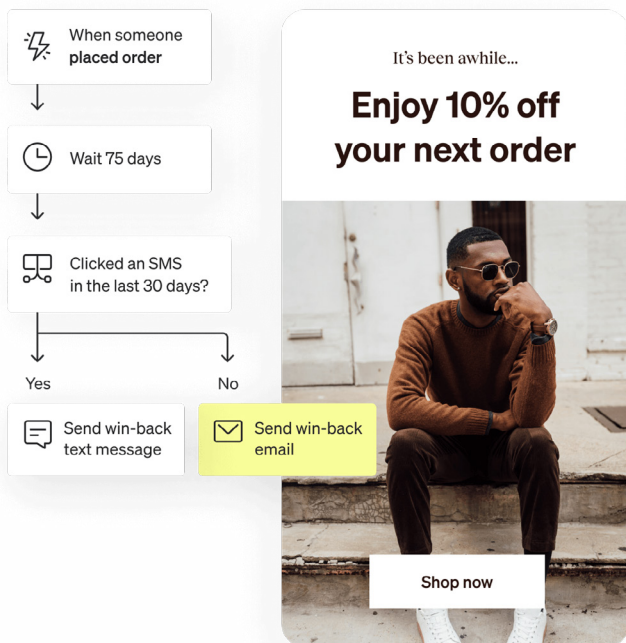 When someone
placed order
Wait 75 days
Clicked an SMS
in the last 30 days?
Yes
No
Send win-back
text message
Send win-back
email
It's been awhile...
Enjoy 10% off
your next order
Shop now